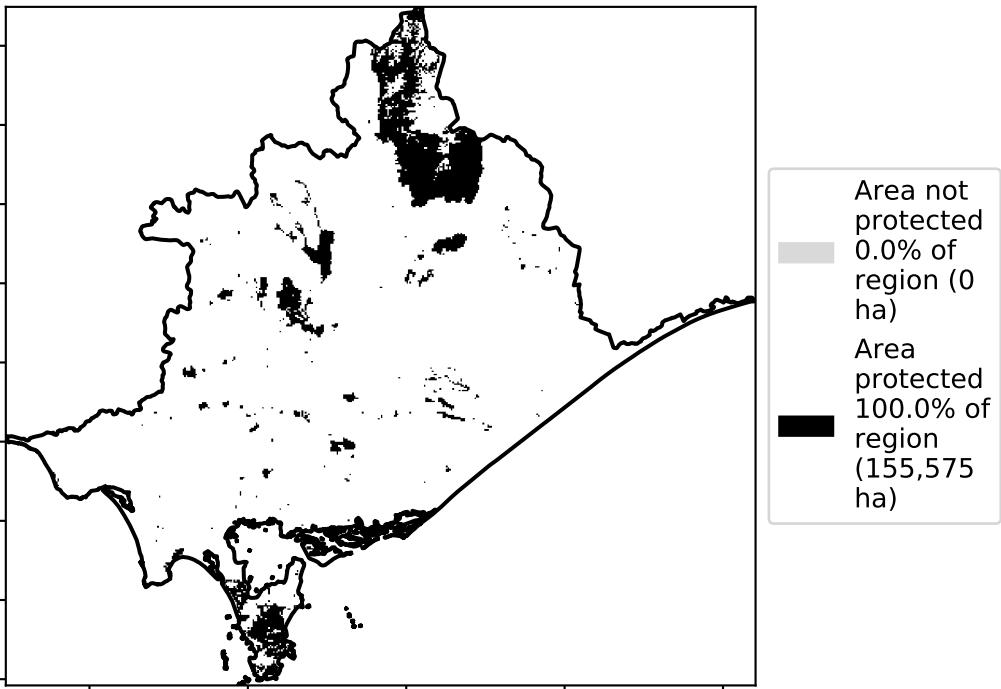 Area not
protected
0.0% of
region (0
ha)
Area
protected
100.0% of
region
(155,575
ha)